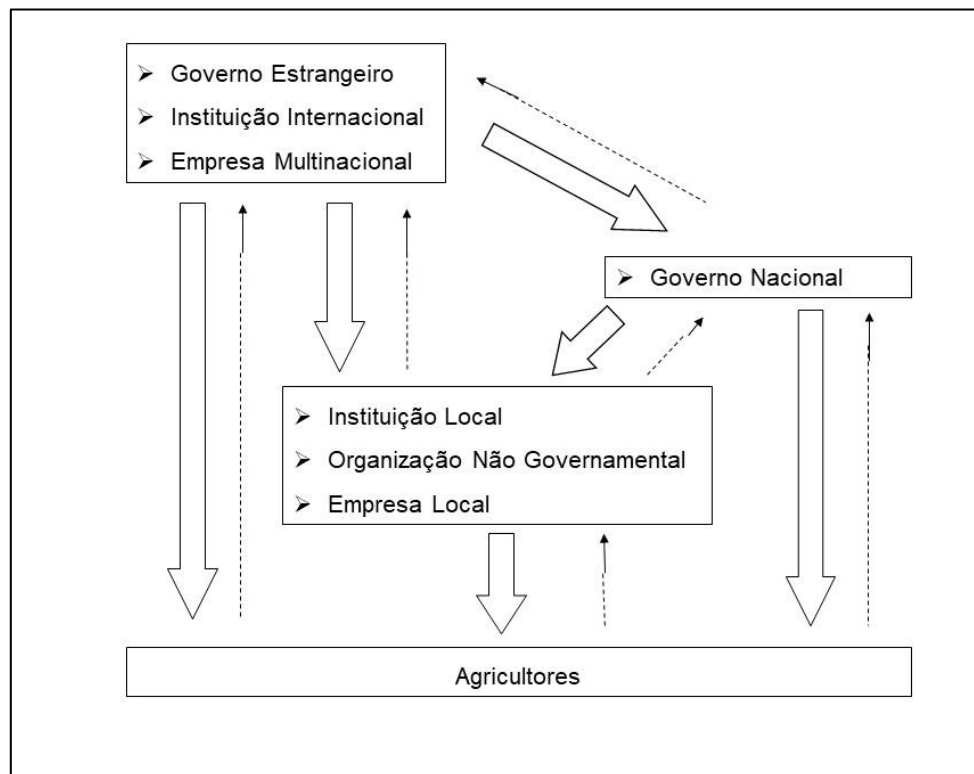 ➢ Governo Estrangeiro
➢ Instituição Internacional
➢ Empresa Multinacional
➢ Governo Nacional
➢ Instituição Local
➢ Organização Não Governamental
➢ Empresa Local
Agricultores